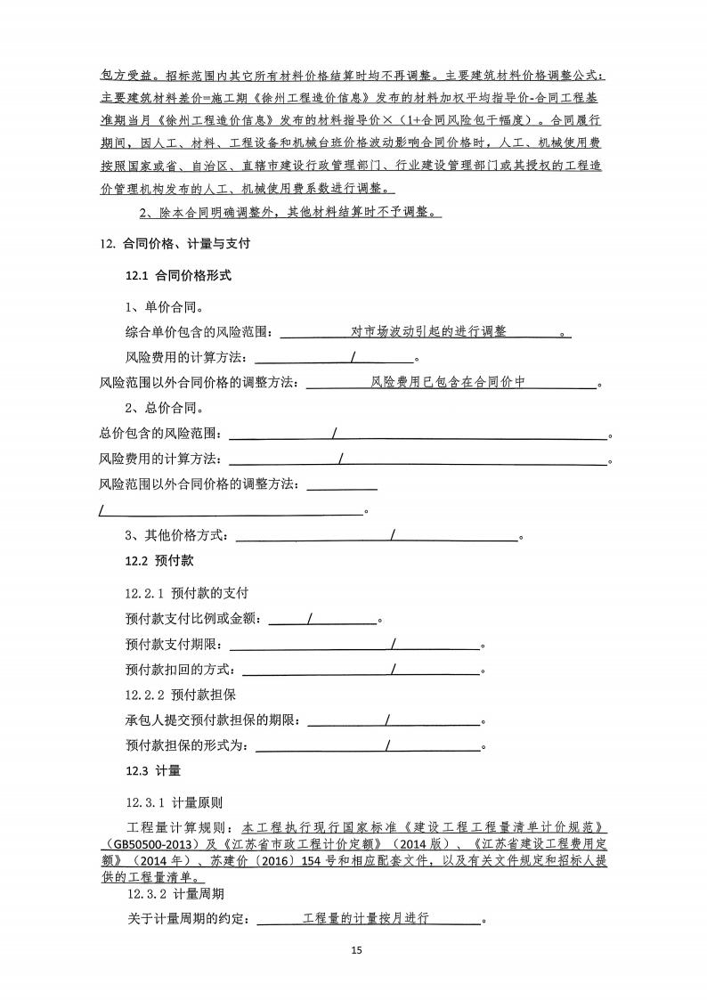 包方受益。招标范围内其它所有材料价格结算时均不再调整。主要建筑材料价格调整公式：
主要建筑材料差价=施工期《徐州工程造价信息》发布的材料加权平均指导价-合同工程基
准期当月《徐州工程造价信息》发布的材料指导价×（1+合同风险包干幅度）。合同履行
期间，因人工、材料、工程设备和机械台班价格波动影响合同价格时，人工、机械使用费
按照国家或省、自治区、直辖市建设行政管理部门、行业建设管理部门或其授权的工程造
价管理机构发布的人工、机械使用费系数进行调整。
2、除本合同明确调整外，其他材料结算时不予调整。
12. 合同价格、计量与支付
12.1 合同价格形式
1、单价合同。
综合单价包含的风险范围：对市场波动引起的进行调整。
风险费用的计算方法：/。
风险范围以外合同价格的调整方法：风险费用已包含在合同价中。
2、总价合同。
总价包含的风险范围：/。
风险费用的计算方法：/。
风险范围以外合同价格的调整方法：
/。
3、其他价格方式：/。
12.2 预付款
12.2.1 预付款的支付
预付款支付比例或金额：/。
预付款支付期限：/。
预付款扣回的方式：/。
12.2.2 预付款担保
承包人提交预付款担保的期限：/。
预付款担保的形式为：/。
12.3 计量
12.3.1 计量原则
工程量计算规则：本工程执行现行国家标准《建设工程工程量清单计价规范》
（GB50500-2013）及《江苏省市政工程计价定额》（2014 版）、《江苏省建设工程费用定
额》（2014 年）、苏建价〔2016〕154 号和相应配套文件，以及有关文件规定和招标人提
供的工程量清单。
12.3.2 计量周期
关于计量周期的约定：工程量的计量按月进行。
15